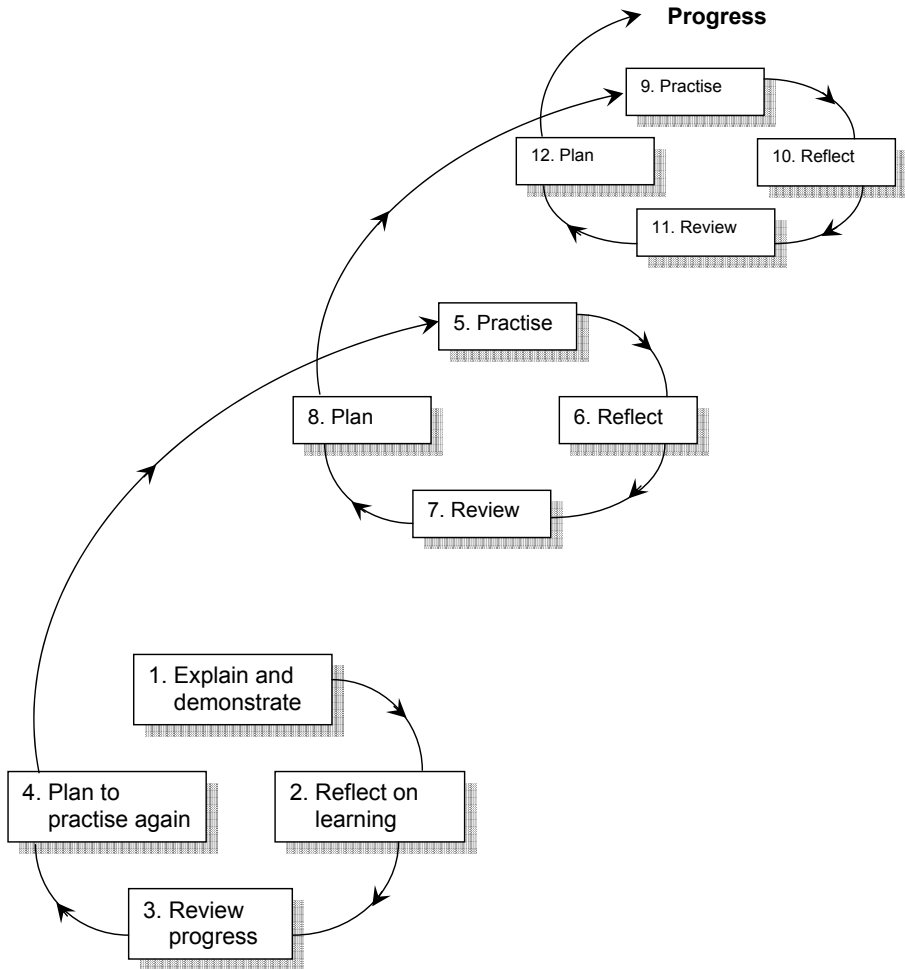 Progress
9. Practise
12. Plan
10. Reflect
11. Review
5. Practise
8. Plan
6. Reflect
7. Review
1. Explain and
demonstrate
4. Plan to
practise again
2. Reflect on
learning
3. Review
progress